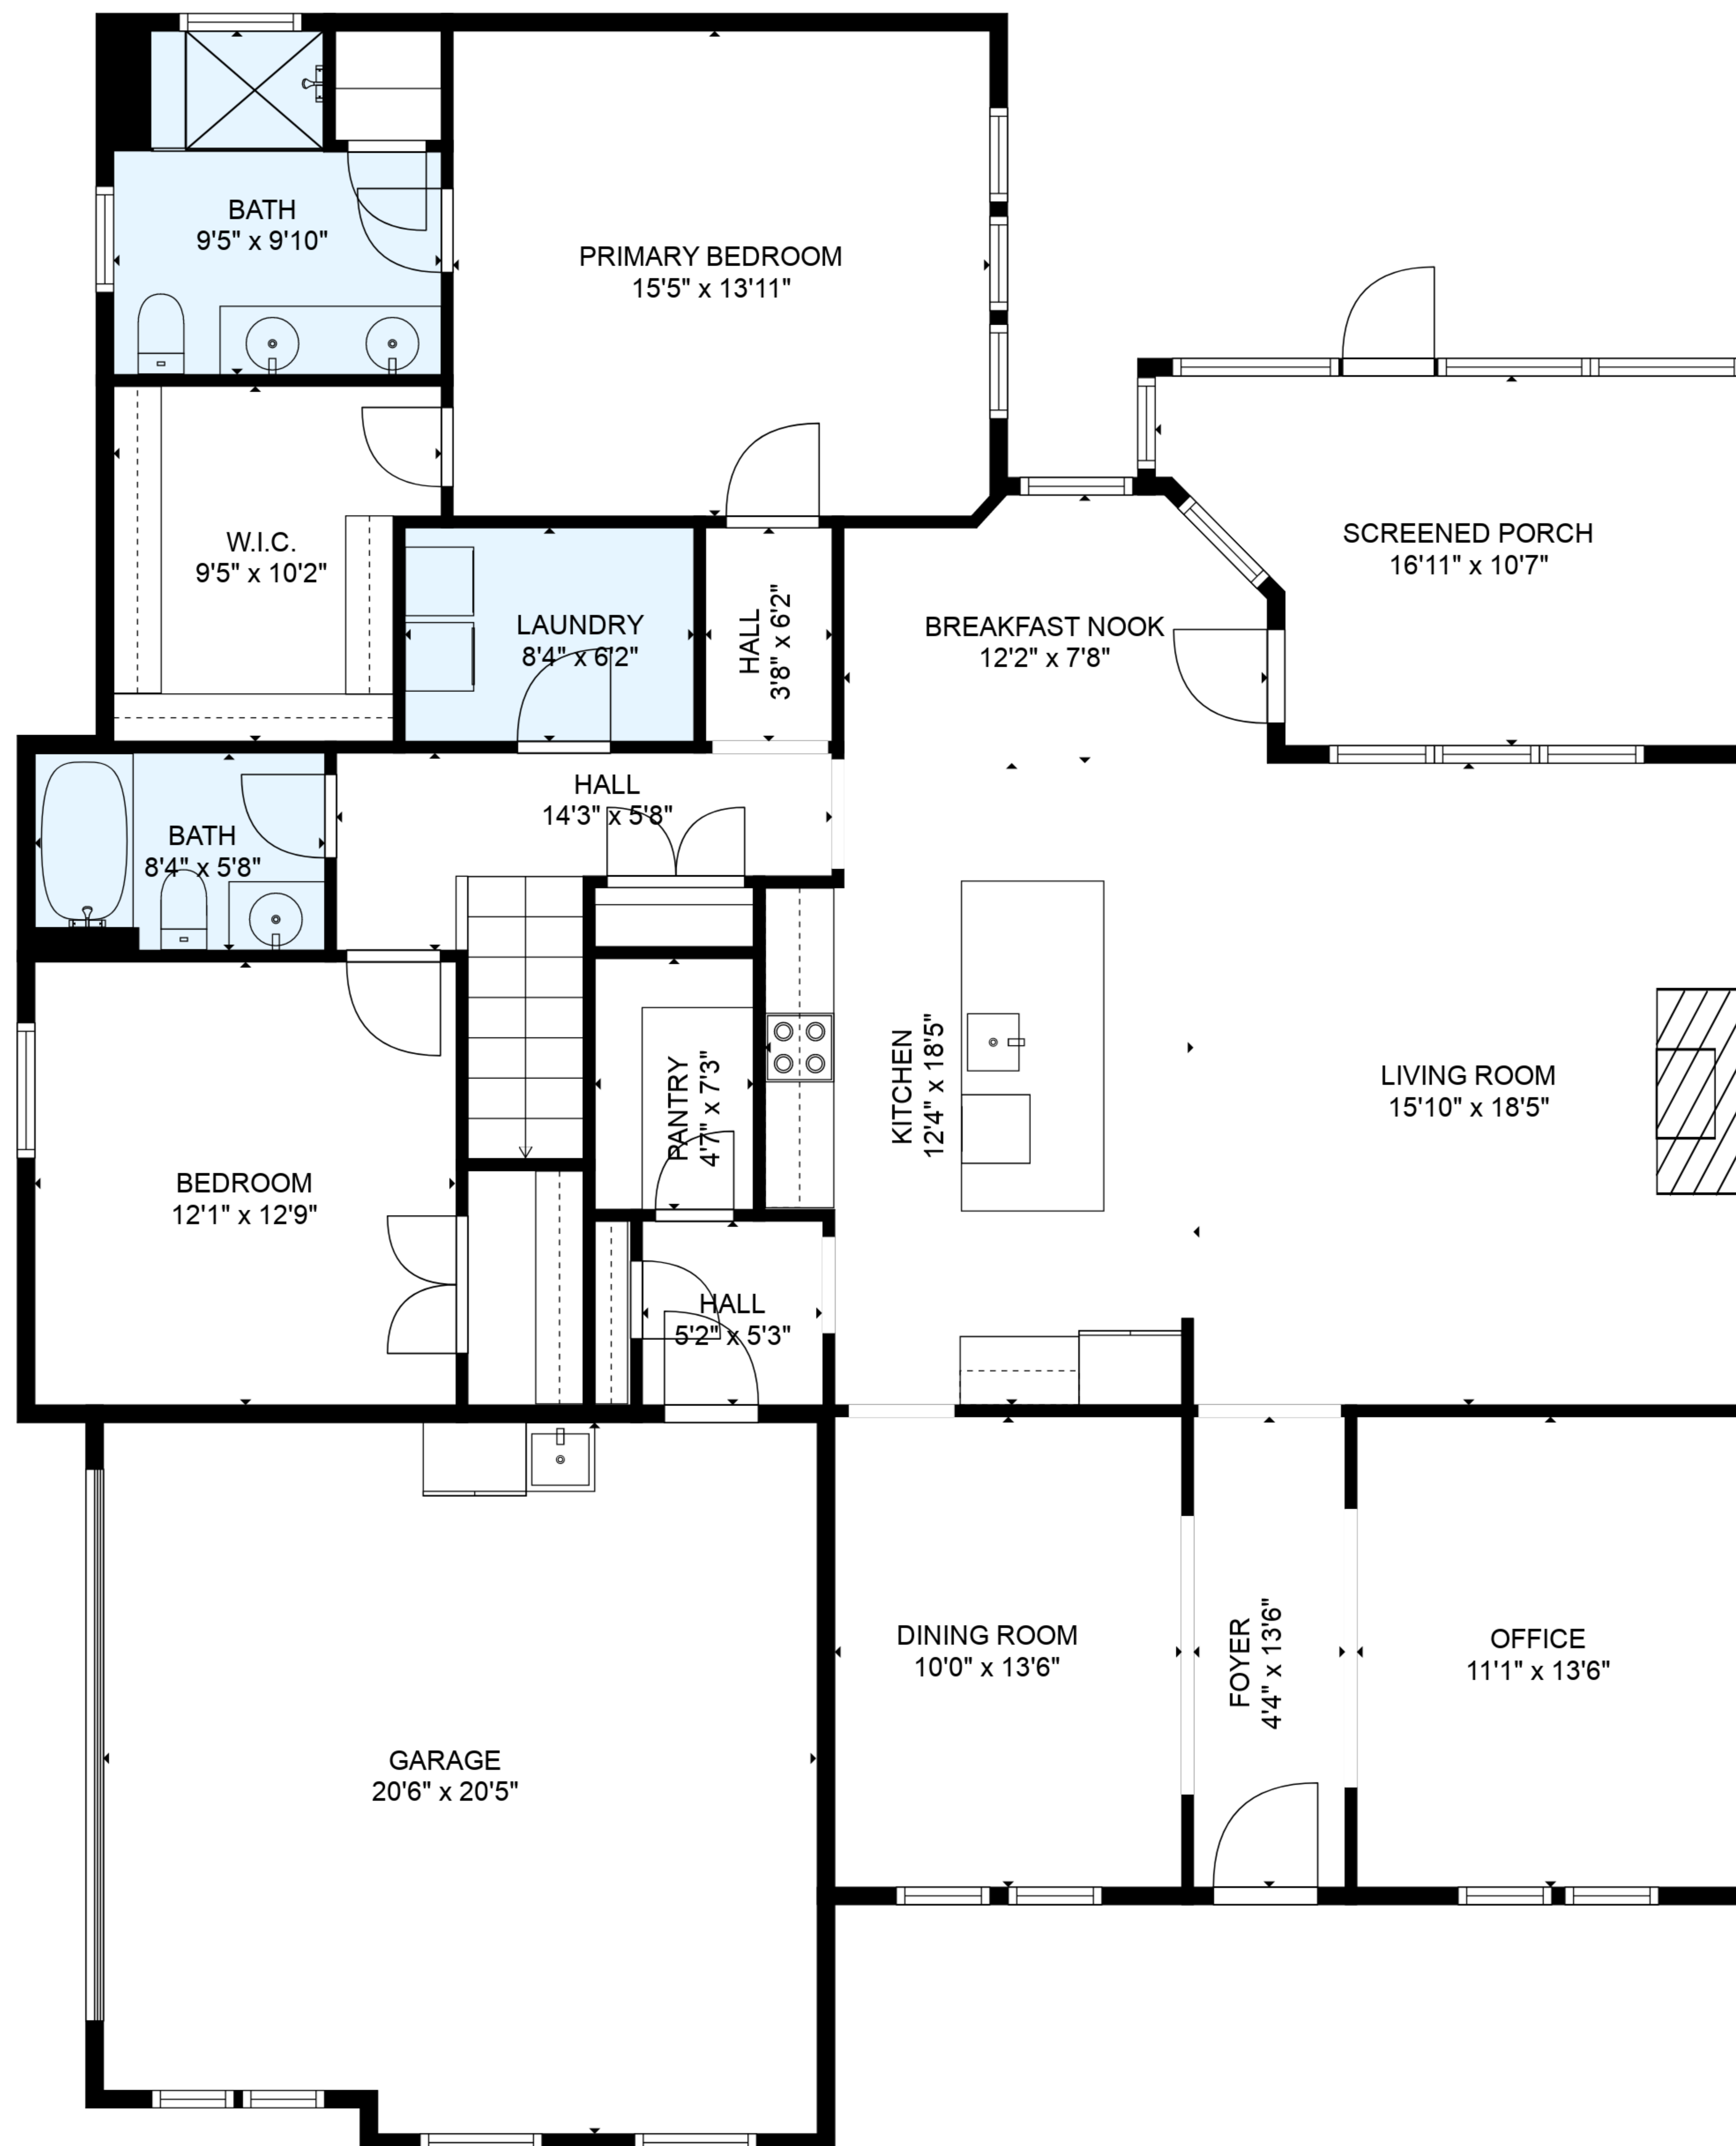 BATH
9'5" x 9'10"
PRIMARY BEDROOM
15'5" x 13'11"
W.I.C.
9'5" x 10'2"
LAUNDRY
8'4" x 6'2"
HALL
3'8" x 6'2"
BREAKFAST NOOK
12'2" x 7'8"
SCREENED PORCH
16'11" x 10'7"
HALL
14'3" x 5'8"
BATH
8'4" x 5'8"
KITCHEN
12'4" x 18'5"
PANTRY
4'7" x 7'3"
LIVING ROOM
15'10" x 18'5"
BEDROOM
12'1" x 12'9"
HALL
5'2" x 5'3"
DINING ROOM
10'0" x 13'6"
FOYER
4'4" x 13'6"
OFFICE
11'1" x 13'6"
GARAGE
20'6" x 20'5"